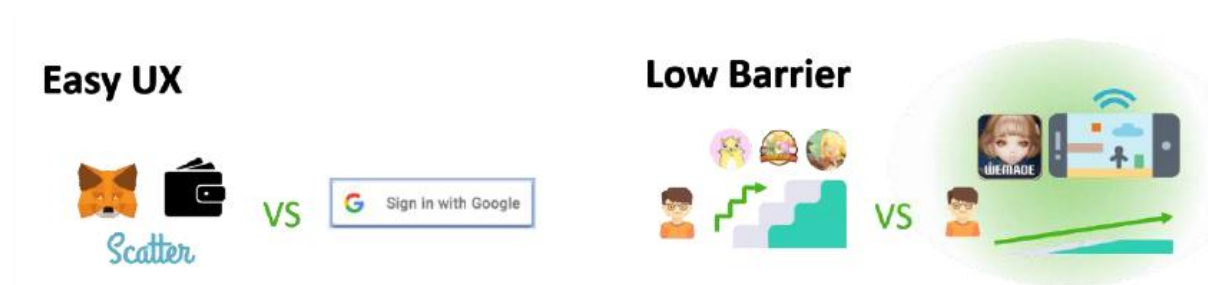 Easy UX
Scatter
VS
Sign in with Google
Low Barrier
VS
WEMADE